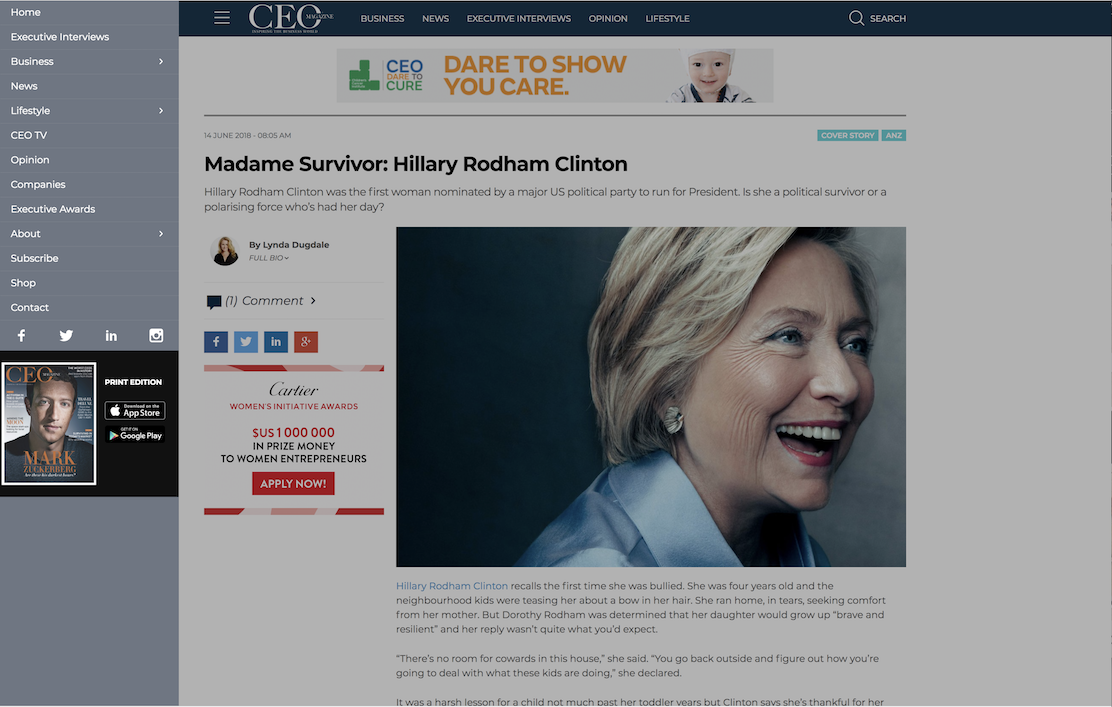 Home
Executive Interviews
Business
News
Lifestyle
CEO TV
Opinion
Companies
Executive Awards
About
Subscribe
Shop
Contact
CEO
MAGAZINE
MARK
ZUCKERBERG
PRINT EDITION
Download on the
App Store
GET IT ON
Google Play
CEO MAGAZINE
INSPIRING THE BUSINESS WORLD
BUSINESS NEWS EXECUTIVE INTERVIEWS OPINION LIFESTYLE SEARCH
CEO
DARE TO
CURE
DARE TO SHOW
YOU CARE.
14 JUNE 2018 - 08:05 AM
COVER STORY ANZ
Madame Survivor: Hillary Rodham Clinton
Hillary Rodham Clinton was the first woman nominated by a major US political party to run for President. Is she a political survivor or a
polarising force who's had her day?
By Lynda Dugdale
FULL BIO
(1) Comment
Cartier
WOMEN'S INITIATIVE AWARDS
$US 1 000 000
IN PRIZE MONEY
TO WOMEN ENTREPRENEURS
APPLY NOW!
Hillary Rodham Clinton recalls the first time she was bullied. She was four years old and the
neighbourhood kids were teasing her about a bow in her hair. She ran home, in tears, seeking comfort
from her mother. But Dorothy Rodham was determined that her daughter would grow up “brave and
resilient” and her reply wasn't quite what you'd expect.
“There's no room for cowards in this house,” she said. “You go back outside and figure out how you're
going to deal with what these kids are doing,” she declared.
It was a harsh lesson for a child not much past her toddler years but Clinton says she's thankful for her